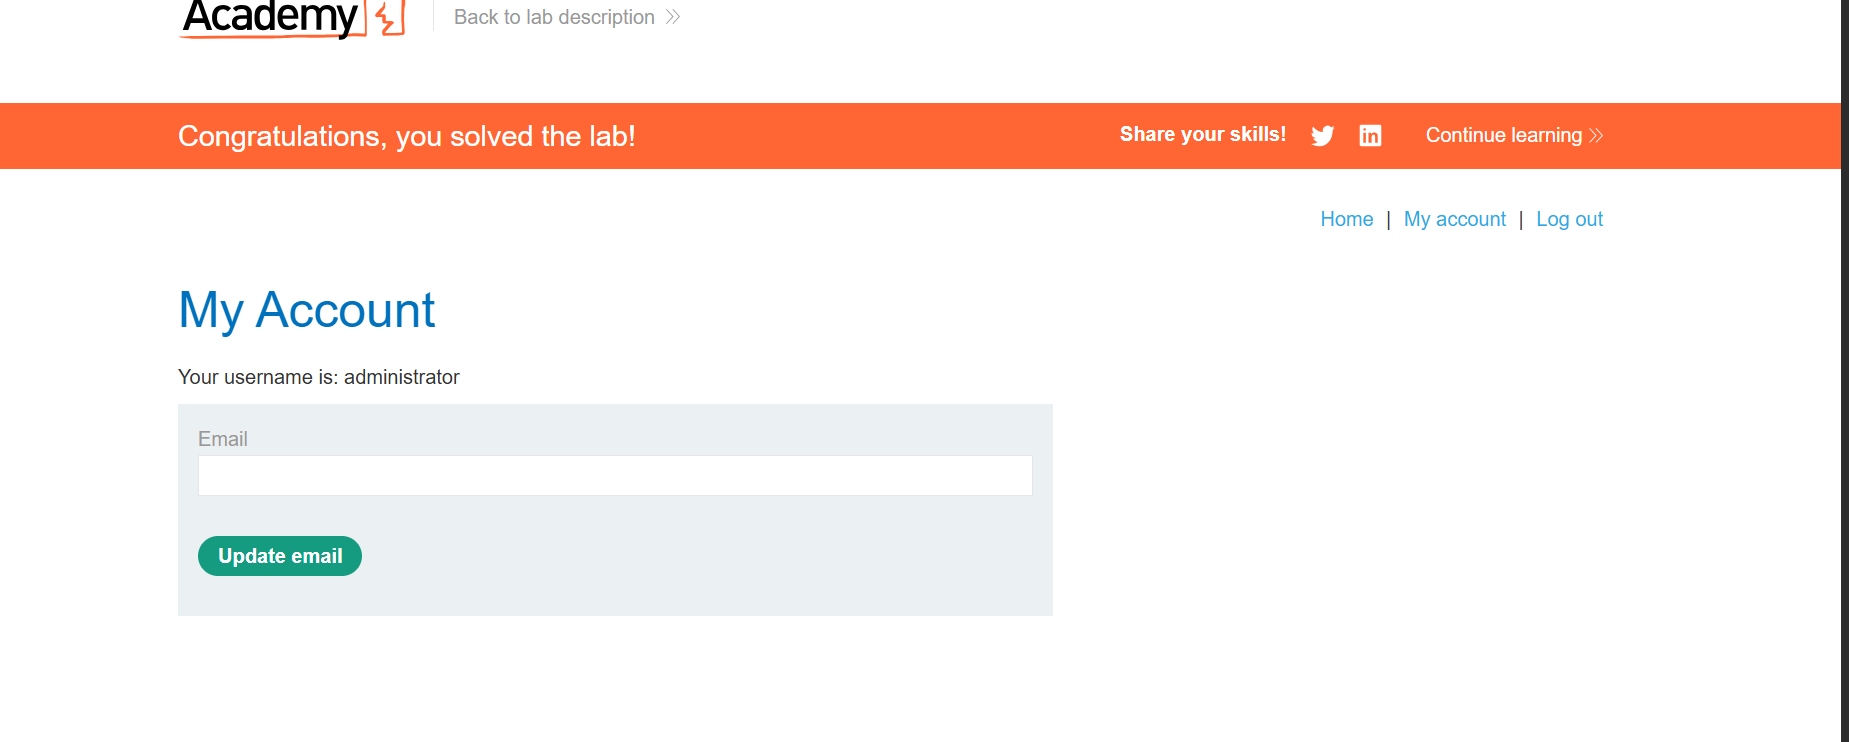 Academy
Back to lab description
Congratulations, you solved the lab!
Share your skills! in Continue learning
Home | My account | Log out
My Account
Your username is: administrator
Email
Update email